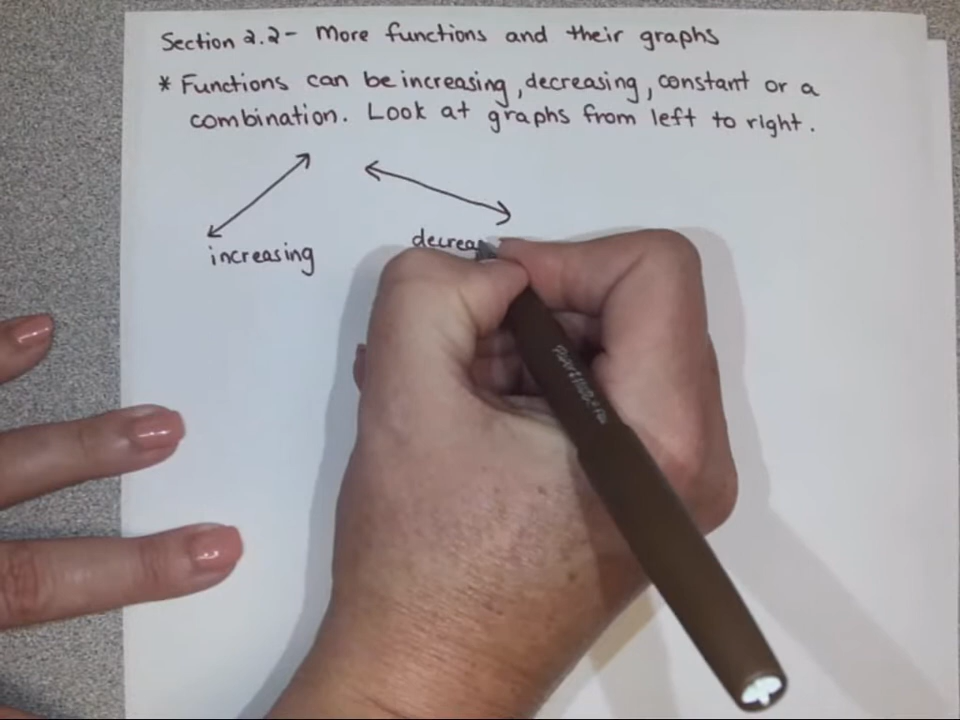 Section 2.2- More functions and their graphs
* Functions can be increasing, decreasing, constant or a
combination. Look at graphs from left to right.
increasing
decrea